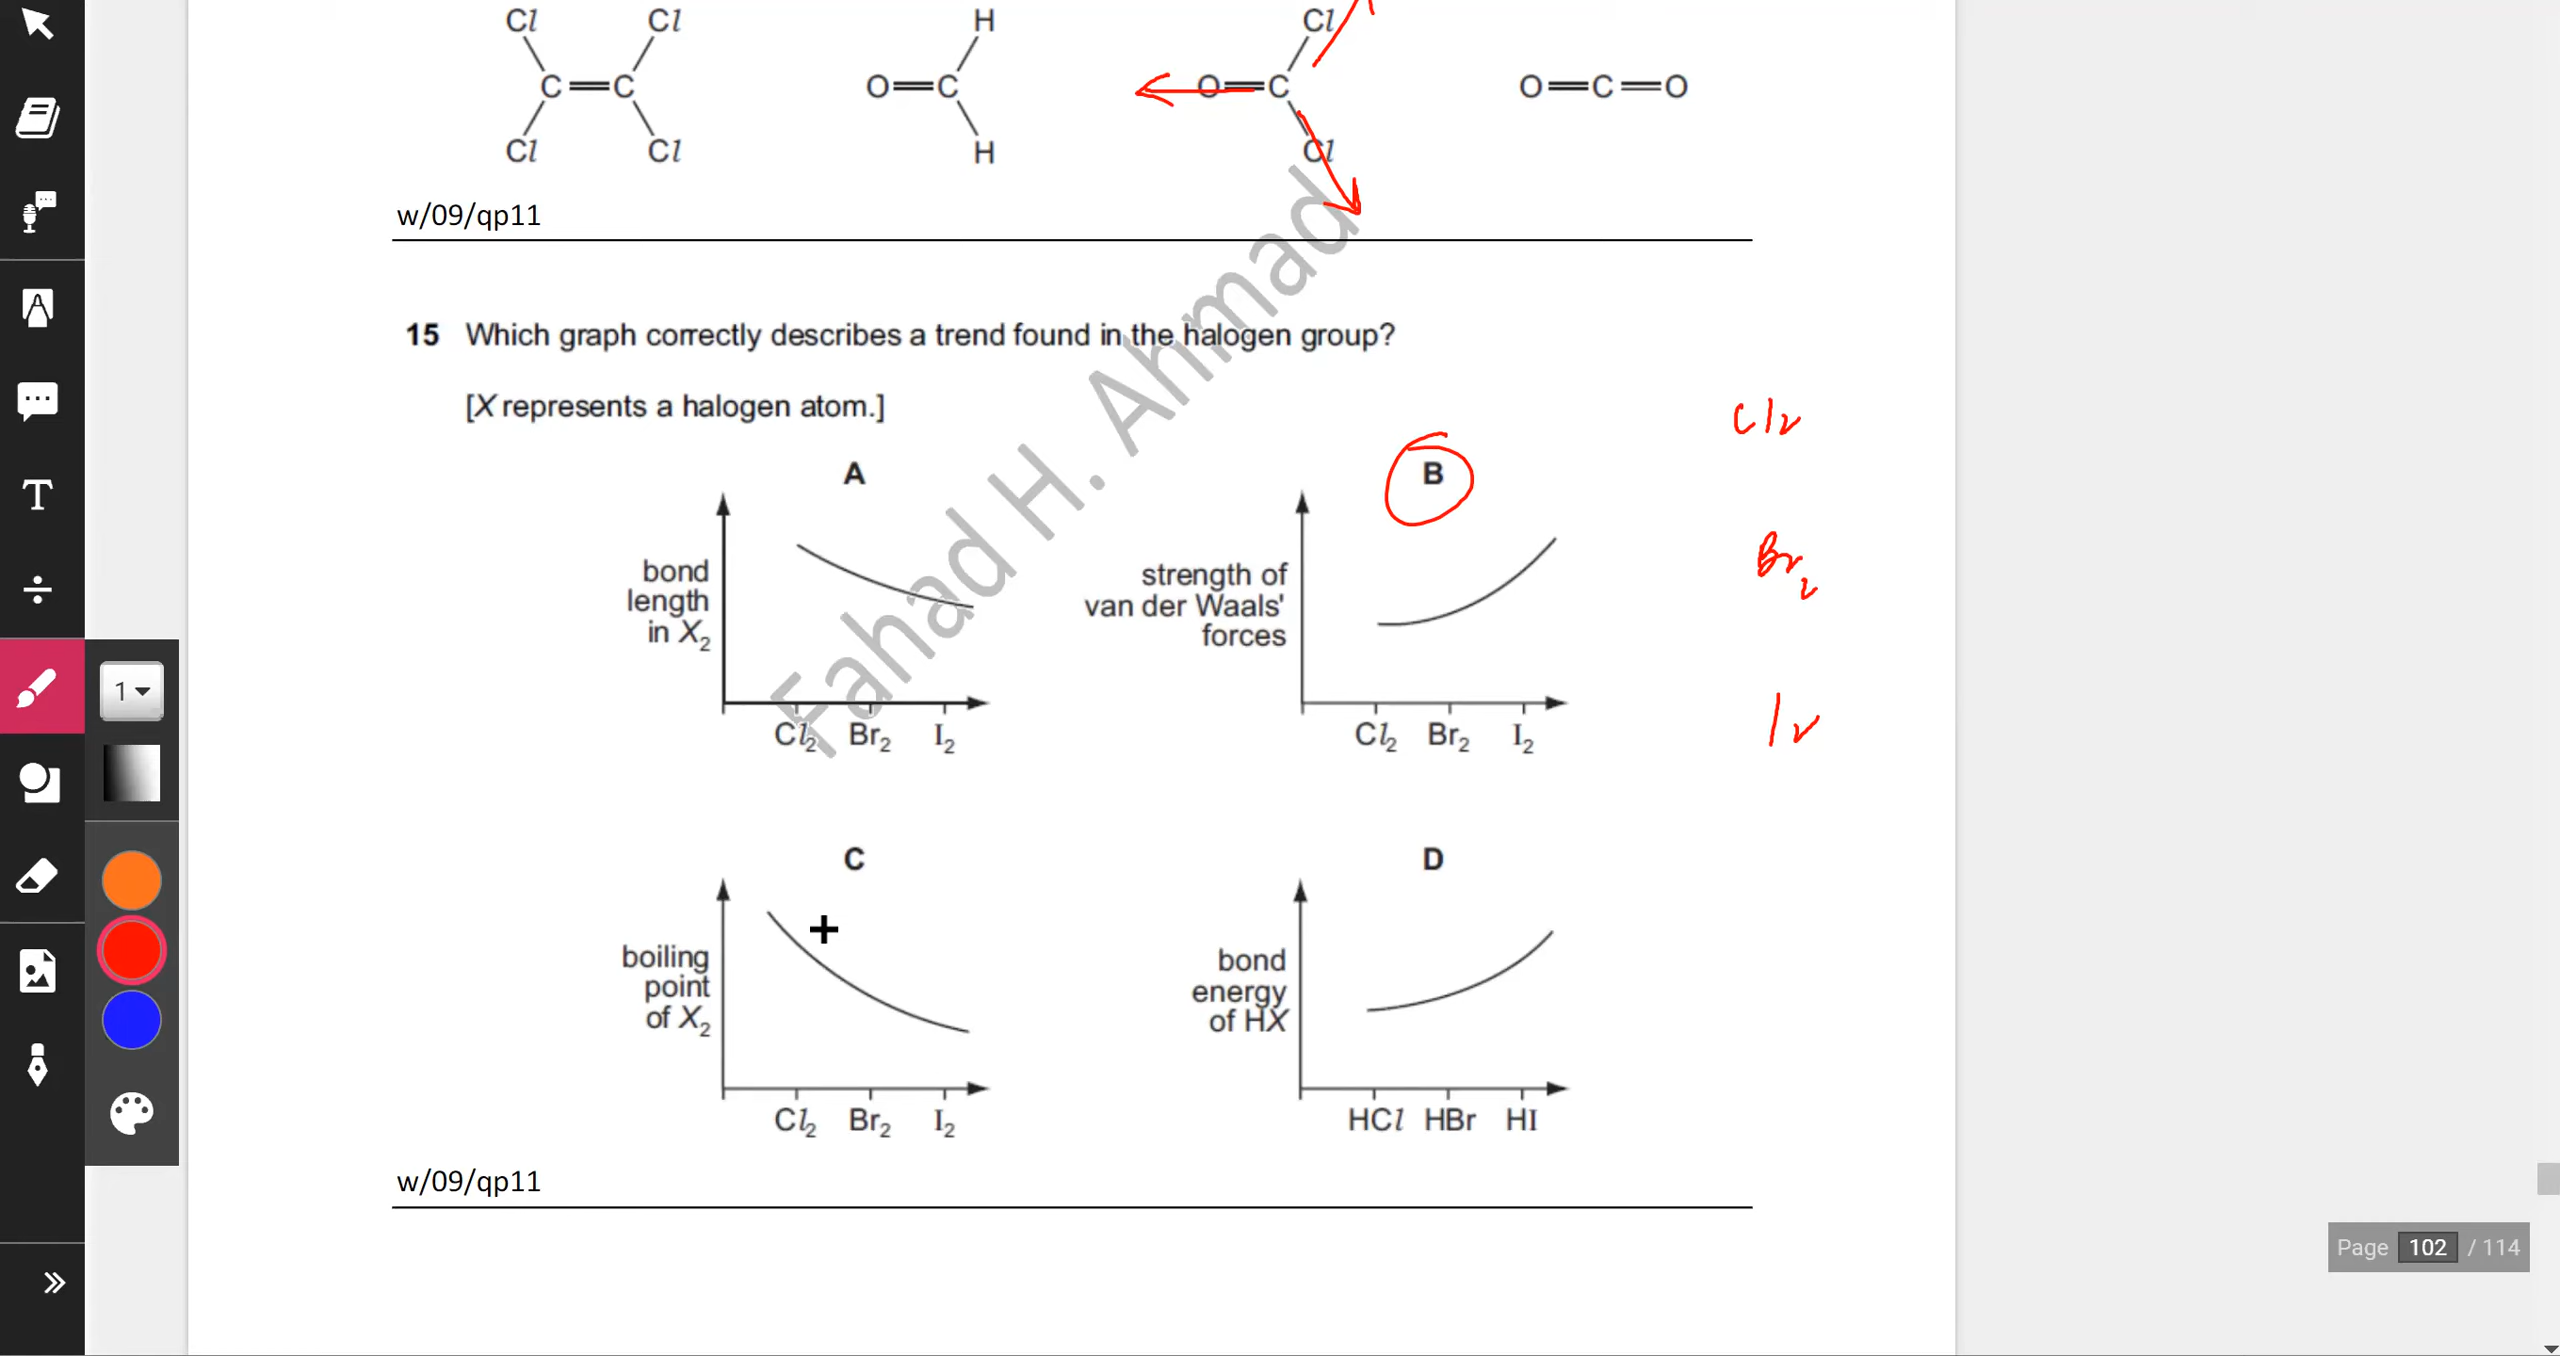 Cl Cl H Cl
C=C O=C O=C O=C=O
Cl Cl H Cl
w/09/qp11
15 Which graph correctly describes a trend found in the halogen group?
[X represents a halogen atom.]
Cl2
A
B
bond
length
in X2
Cl2 Br2 I2
strength of
van der Waals'
forces
Cl2 Br2 I2
Br2
I2
C
boiling
point
of X2
Cl2 Br2 I2
D
bond
energy
of HX
HCl HBr HI
w/09/qp11
Fahad H. Ahmad
T
1
Page 102 / 114